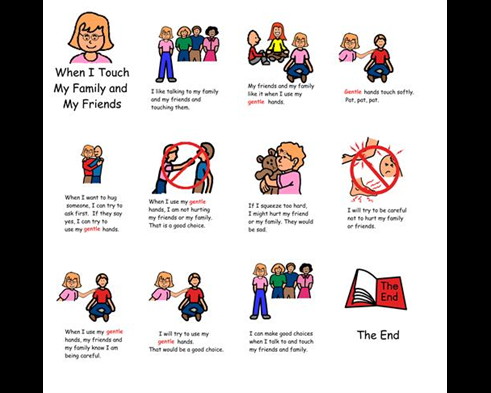 When I Touch
My Family and
My Friends
I like talking to my family
and my friends and
touching them.
My friends and my family
like it when I use my
gentle hands.
Gentle hands touch softly.
Pat, pat, pat.
When I want to hug
someone, I can try to
ask first. If they say
yes, I can try to
use my gentle hands.
When I use my gentle
hands, I am not hurting
my friends or my family.
That is a good choice.
If I squeeze too hard,
I might hurt my friend
or my family. They would
be sad.
I will try to be careful
not to hurt my family
or friends.
When I use my gentle
hands, my friends and
my family know I am
being careful.
I will try to use my
gentle hands.
That would be a good choice.
I can make good choices
when I talk to and touch
my friends and family.
The
End
The End